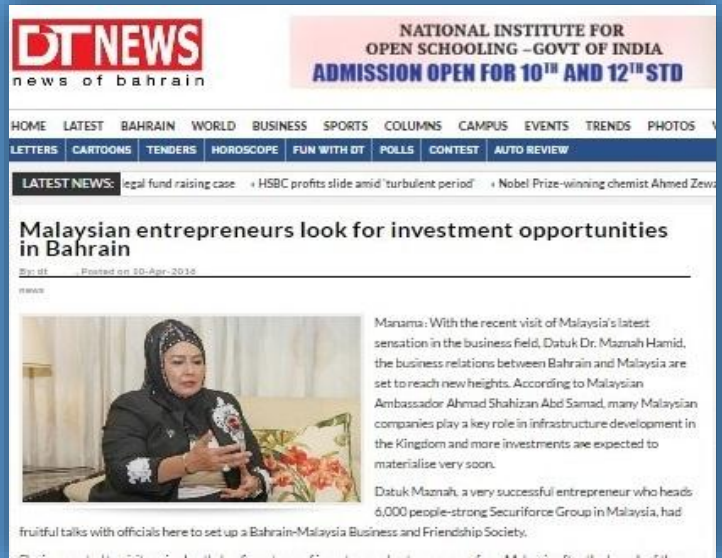 DT NEWS
news of bahrain
NATIONAL INSTITUTE FOR
OPEN SCHOOLING –GOVT OF INDIA
ADMISSION OPEN FOR 10TH AND 12TH STD
HOME LATEST BAHRAIN WORLD BUSINESS SPORTS COLUMNS CAMPUS EVENTS TRENDS PHOTOS
LETTERS CARTOONS TENDERS HOROSCOPE FUN WITH DT POLLS CONTEST AUTO REVIEW
LATEST NEWS: legal fund raising case HSBC profits slide amid 'turbulent period' Nobel Prize-winning chemist Ahmed
Malaysian entrepreneurs look for investment opportunities
in Bahrain
By: dt , Posted on 10-Apr-2016
news
Manama: With the recent visit of Malaysia's latest
sensation in the business field, Datuk Dr. Maznah Hamid,
the business relations between Bahrain and Malaysia are
set to reach new heights. According to Malaysian
Ambassador Ahmad Shahizan Abd Samad, many Malaysian
companies play a key role in infrastructure development in
the Kingdom and more investments are expected to
materialise very soon.
Datuk Maznah, a very successful entrepreneur who heads
6,000 people-strong Securiforce Group in Malaysia, had
fruitful talks with officials here to set up a Bahrain-Malaysia Business and Friendship Society.